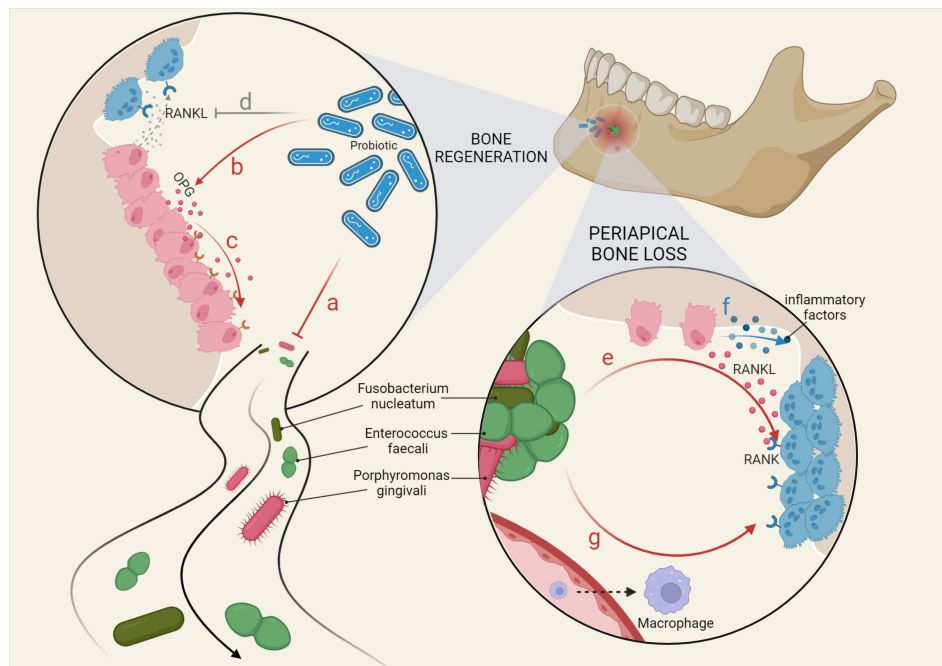 RANKL
d
Probiotic
b
OPG
c
a
BONE
REGENERATION
PERIAPICAL
BONE LOSS
f
inflammatory
factors
e
RANKL
Fusobacterium
nucleatum
Enterococcus
faecali
Porphyromonas
gingivali
RANK
g
Macrophage